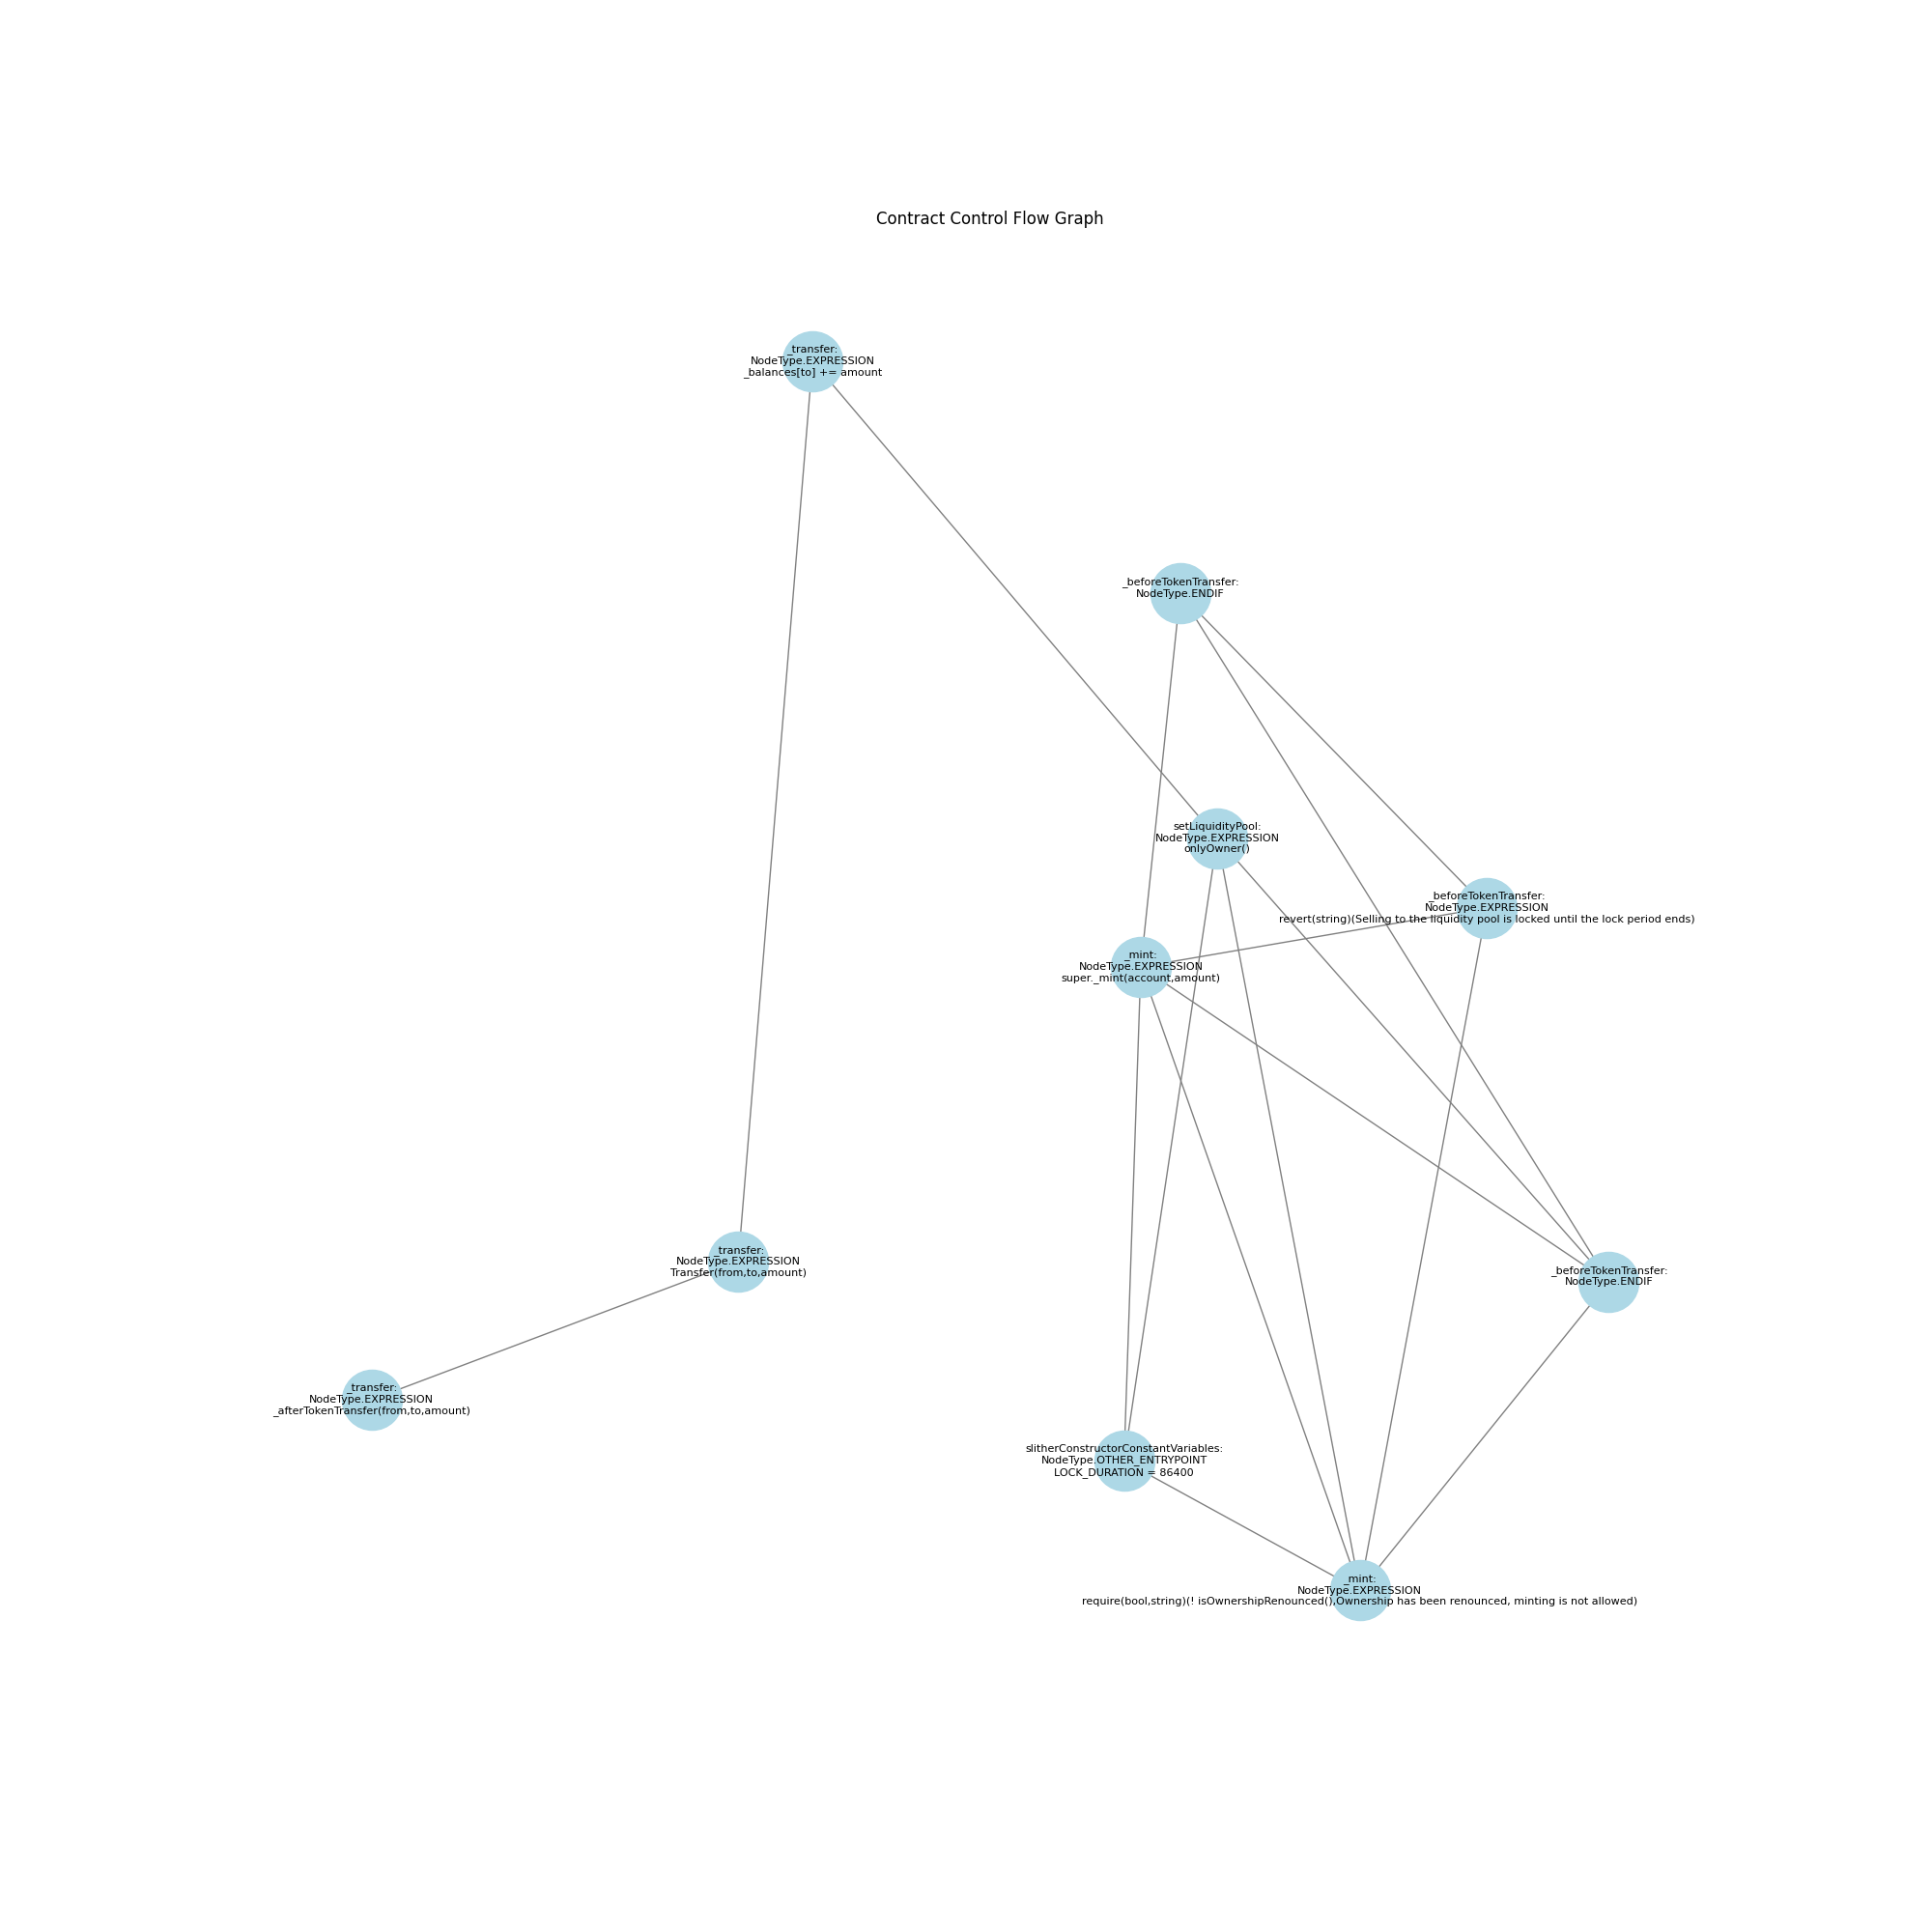 Contract Control Flow Graph
_transfer:
NodeType.EXPRESSION
_balances[to] += amount
_beforeTokenTransfer:
NodeType.ENDIF
setLiquidityPool:
NodeType.EXPRESSION
onlyOwner()
_beforeTokenTransfer:
NodeType.EXPRESSION
revert(string)(Selling to the liquidity pool is locked until the lock period ends)
_mint:
NodeType.EXPRESSION
super._mint(account,amount)
_transfer:
NodeType.EXPRESSION
Transfer(from,to,amount)
_beforeTokenTransfer:
NodeType.ENDIF
_transfer:
NodeType.EXPRESSION
_afterTokenTransfer(from,to,amount)
slitherConstructorConstantVariables:
NodeType.OTHER_ENTRYPOINT
LOCK_DURATION = 86400
_mint:
NodeType.EXPRESSION
require(bool,string)(! isOwnershipRenounced(),Ownership has been renounced, minting is not allowed)